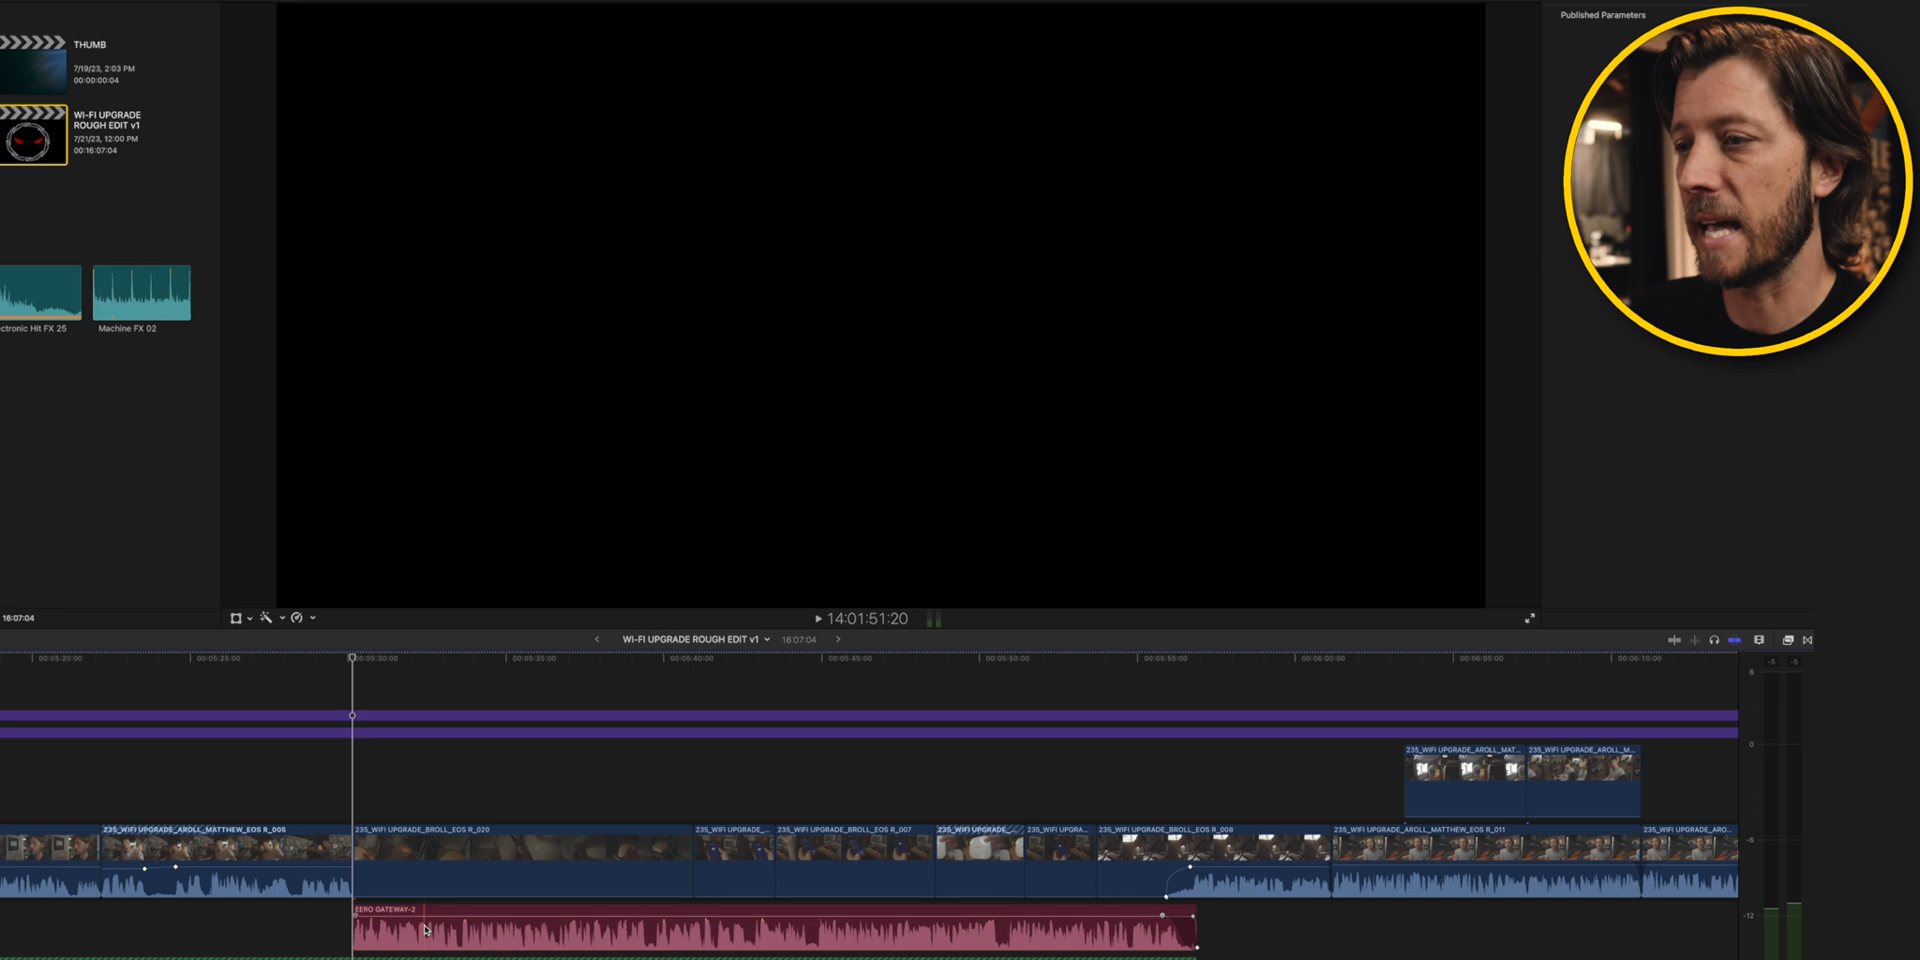 Published Parameters
THUMB
7/19/23, 2:03 PM
00:00:00:04
WI-FI UPGRADE
ROUGH EDIT v1
7/21/23, 12:00 PM
00:16:07:04
ctronic Hit FX 25
Machine FX 02
16:07:04
14:01:51:20
WI-FI UPGRADE ROUGH EDIT v1
16:07:04
00:05:20:00
00:05:25:00
00:05:30:00
00:05:35:00
00:05:40:00
00:05:45:00
00:05:50:00
00:05:55:00
00:06:00:00
00:06:05:00
00:06:10:00
-5
-5
6
0
-6
-12
235_WIFI UPGRADE_AROLL_MAT...
235_WIFI UPGRADE_AROLL_M...
235_WIFI UPGRADE_AROLL_MATTHEW_EOS R_005
235_WIFI UPGRADE_BROLL_EOS R_020
235_WIFI UPGRADE_...
235_WIFI UPGRADE_BROLL_EOS R_007
235_WIFI UPGRADE_
235_WIFI UPGRA...
235_WIFI UPGRADE_BROLL_EOS R_008
235_WIFI UPGRADE_AROLL_MATTHEW_EOS R_011
235_WIFI UPGRADE_ARO...
EERO GATEWAY-2